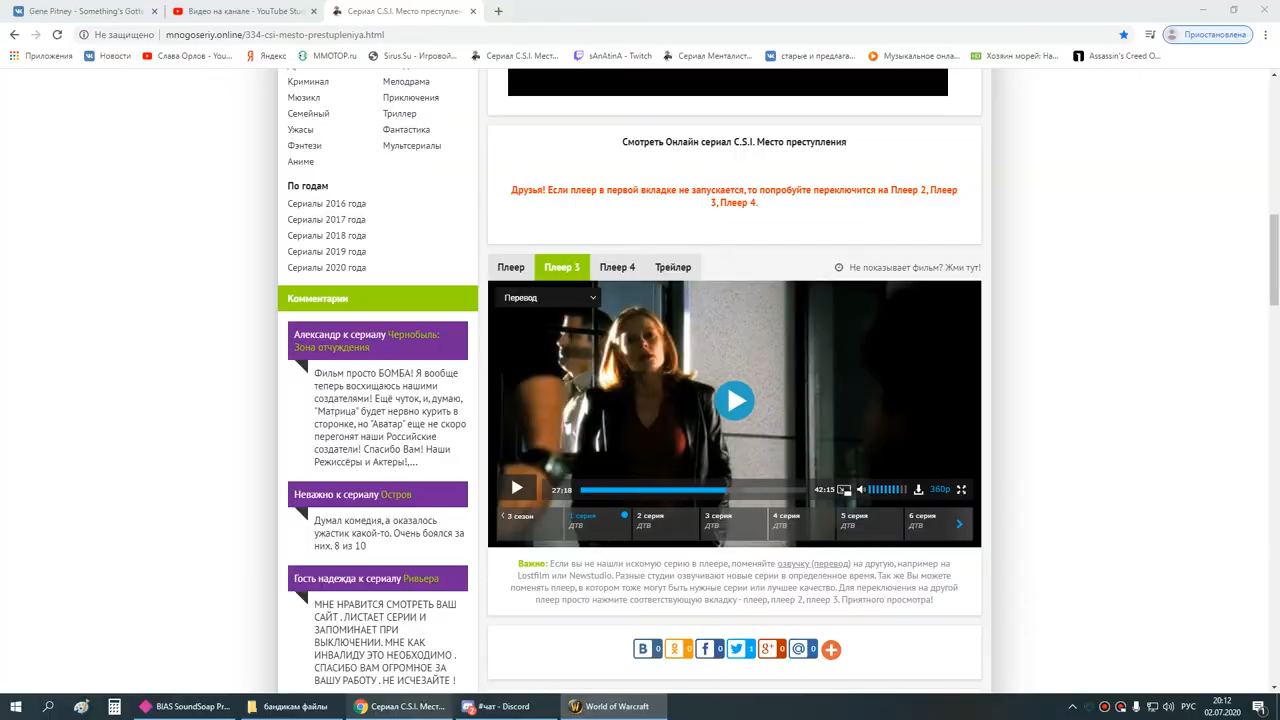 Gene Pitney - Something's Gott
Видео на канале - YouTube Stud
Сериал C.S.I. Место преступлен
Не защищено
mnogoseriy.online/334-csi-mesto-prestupleniya.html
Приостановлена
Приложения
Новости
Слава Орлов - You...
Яндекс
MMOTOP.ru
Sirus.Su - Игровой...
Сериал C.S.I. Мест...
sAnAtinA - Twitch
Сериал Менталист...
старые и предлага...
Музыкальное онла...
Хозяин морей: На...
Assassin's Creed O...
Криминал
Мелодрама
Мюзикл
Приключения
Семейный
Триллер
Ужасы
Фантастика
Фэнтези
Мультсериалы
Аниме
По годам
Сериалы 2016 года
Сериалы 2017 года
Сериалы 2018 года
Сериалы 2019 года
Сериалы 2020 года
Комментарии
Александр к сериалу Чернобыль:
Зона отчуждения
Фильм просто БОМБА! Я вообще
теперь восхищаюсь нашими
создателями! Ещё чуток, и, думаю,
"Матрица" будет нервно курить в
сторонке, но "Аватар" еще не скоро
перегонят наши Российские
создатели! Спасибо Вам! Наши
Режиссёры и Актеры!,...
Неважно к сериалу Остров
Думал комедия, а оказалось
ужастик какой-то. Очень боялся за
них. 8 из 10
Гость надежда к сериалу Ривьера
МНЕ НРАВИТСЯ СМОТРЕТЬ ВАШ
САЙТ . ЛИСТАЕТ СЕРИИ И
ЗАПОМИНАЕТ ПРИ
ВЫКЛЮЧЕНИИ. МНЕ КАК
ИНВАЛИДУ ЭТО НЕОБХОДИМО .
СПАСИБО ВАМ ОГРОМНОЕ ЗА
ВАШУ РАБОТУ . НЕ ИСЧЕЗАЙТЕ !
Смотреть Онлайн сериал C.S.I. Место преступления
Друзья! Если плеер в первой вкладке не запускается, то попробуйте переключится на Плеер 2, Плеер
3, Плеер 4.
Плеер
Плеер 3
Плеер 4
Трейлер
Не показывает фильм? Жми тут!
Перевод
27:18
42:15
360p
3 сезон
1 серия
ДТВ
2 серия
ДТВ
3 серия
ДТВ
4 серия
ДТВ
5 серия
ДТВ
6 серия
ДТВ
Важно: Если вы не нашли искомую серию в плеере, поменяйте озвучку (перевод) на другую, например на
Lostfilm или Newstudio. Разные студии озвучивают новые серии в определенное время. Так же Вы можете
поменять плеер, в котором тоже могут быть нужные серии или лучшее качество. Для переключения на другой
плеер просто нажмите соответствующую вкладку - плеер, плеер 2, плеер 3. Приятного просмотра!
0
0
0
1
0
0
BIAS SoundSoap Pr...
бандикам файлы
Сериал C.S.I. Мест...
#чат - Discord
World of Warcraft
РУС
20:12
02.07.2020